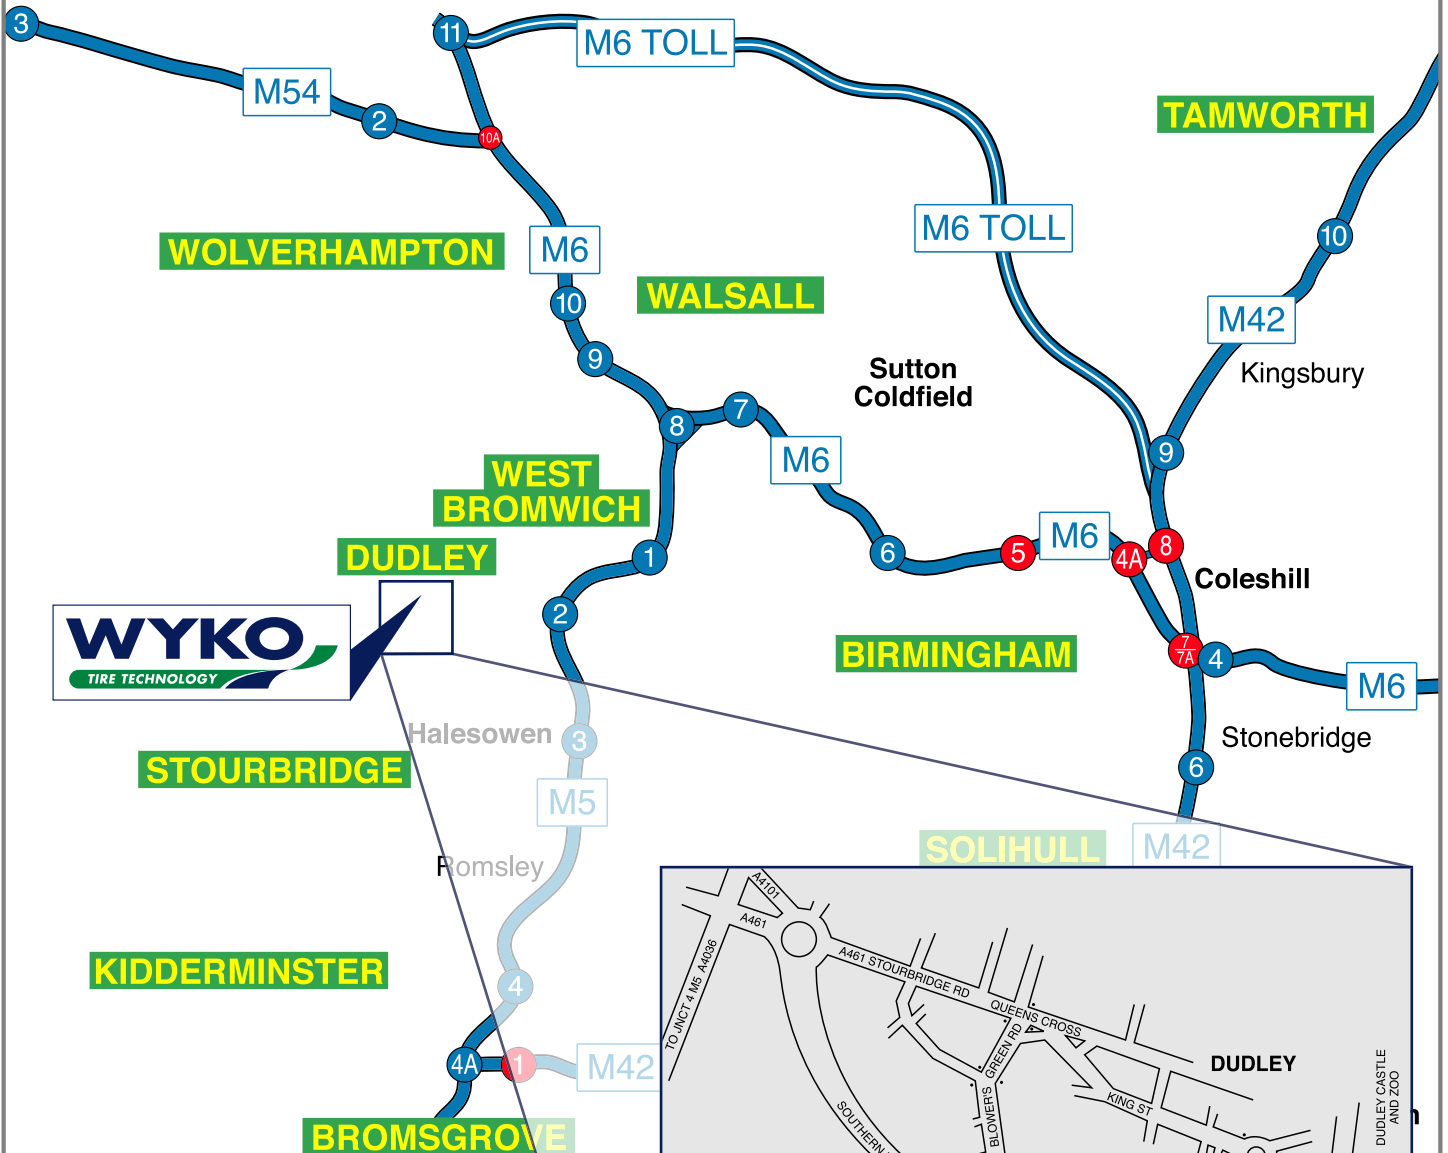 3
11
M6 TOLL
M54
2
10A
TAMWORTH
WOLVERHAMPTON
M6
M6 TOLL
10
WALSALL
10
M42
9
Sutton
Coldfield
Kingsbury
7
8
9
M6
WEST
BROMWICH
DUDLEY
1
6
5
M6
4A
8
Coleshill
2
WYKO
TIRE TECHNOLOGY
BIRMINGHAM
7
7A
4
M6
Halesowen
3
Stonebridge
STOURBRIDGE
6
M5
SOLIHULL
M42
Romsley
KIDDERMINSTER
4
4A
1
M42
BROMSGROVE
A4101
A461
A461 STOURBRIDGE RD
TO JNCT 4 M5 A4036
QUEENS CROSS
GREEN RD
BLOWER'S
KING ST
SOUTHERN
DUDLEY
DUDLEY CASTLE
AND ZOO